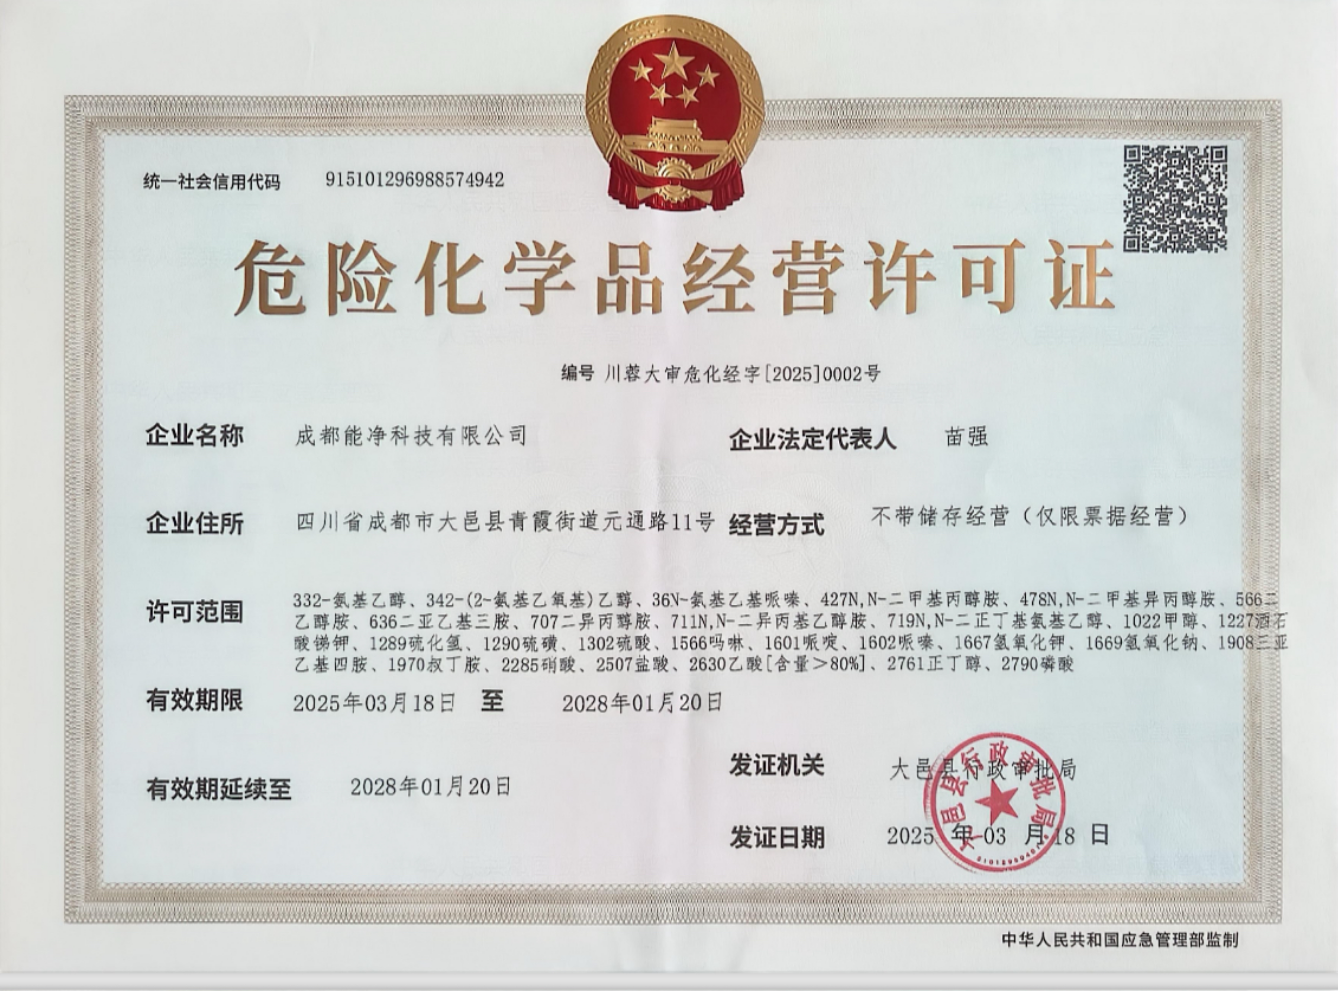 统一社会信用代码 915101296988574942
危险化学品经营许可证
编号 川蓉大审危化经字[2025]0002号
企业名称 成都能净科技有限公司 企业法定代表人 苗强
企业住所 四川省成都市大邑县青霞街道元通路11号 经营方式 不带储存经营（仅限票据经营）
许可范围
332-氨基乙醇、342-(2-氨基乙氧基)乙醇、36N-氨基乙基哌嗪、427N,N-二甲基丙醇胺、478N,N-二甲基异丙醇胺、566二
乙醇胺、636二亚乙基三胺、707二异丙醇胺、711N,N-二异丙基乙醇胺、719N,N-二正丁基氨基乙醇、1022甲醇、1227酒石
酸锑钾、1289硫化氢、1290硫磺、1302硫酸、1566吗啉、1601哌啶、1602哌嗪、1667氢氧化钾、1669氢氧化钠、1908三亚
乙基四胺、1970叔丁胺、2285硝酸、2507盐酸、2630乙酸[含量＞80%]、2761正丁醇、2790磷酸
有效期限 2025年03月18日 至 2028年01月20日
有效期延续至 2028年01月20日
发证机关 大邑县行政审批局
大邑县行政审批局
发证日期 2025 年 03 月 18 日
中华人民共和国应急管理部监制